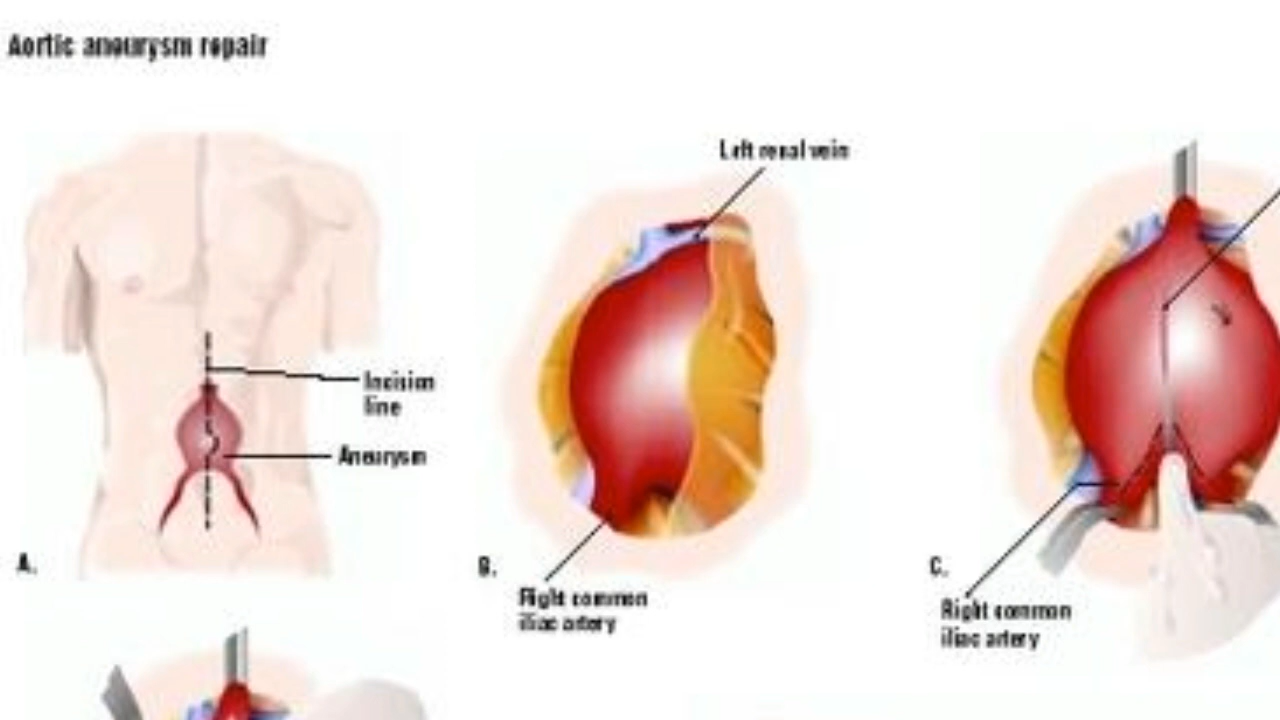 Aortic aneurysm repair
Left renal vein
Incision
line
Aneurysm
A.
B.
C.
Right common
iliac artery
Right common
iliac artery